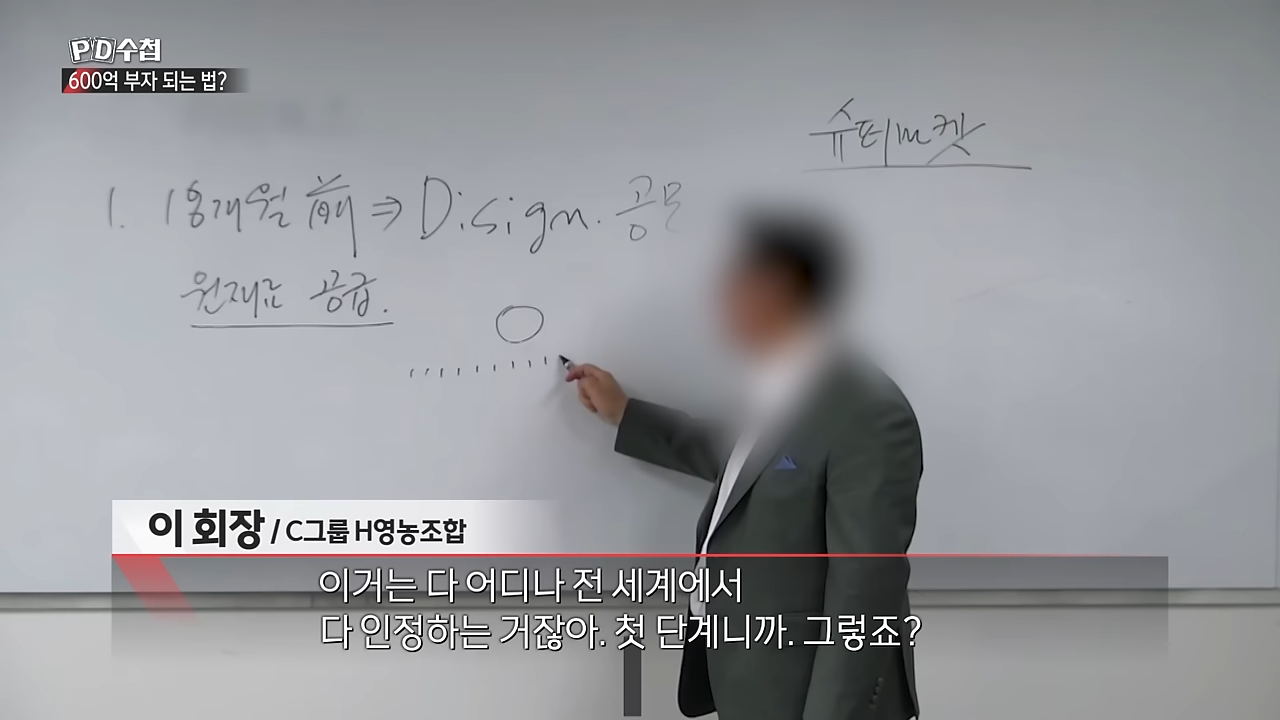 PD수첩
600억 부자 되는 법?
슈퍼마켓
1. 18개월 前 ⇒ Disign. 공모
원재료 공급.
이 회장 / C그룹 H영농조합
이거는 다 어디나 전 세계에서
다 인정하는 거잖아. 첫 단계니까. 그렇죠?